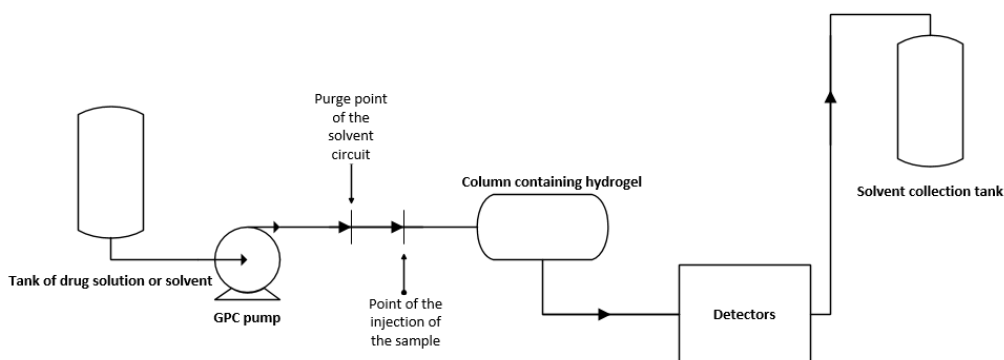 Tank of drug solution or solvent
GPC pump
Purge point
of the
solvent
circuit
Point of the
injection of
the sample
Column containing hydrogel
Detectors
Solvent collection tank